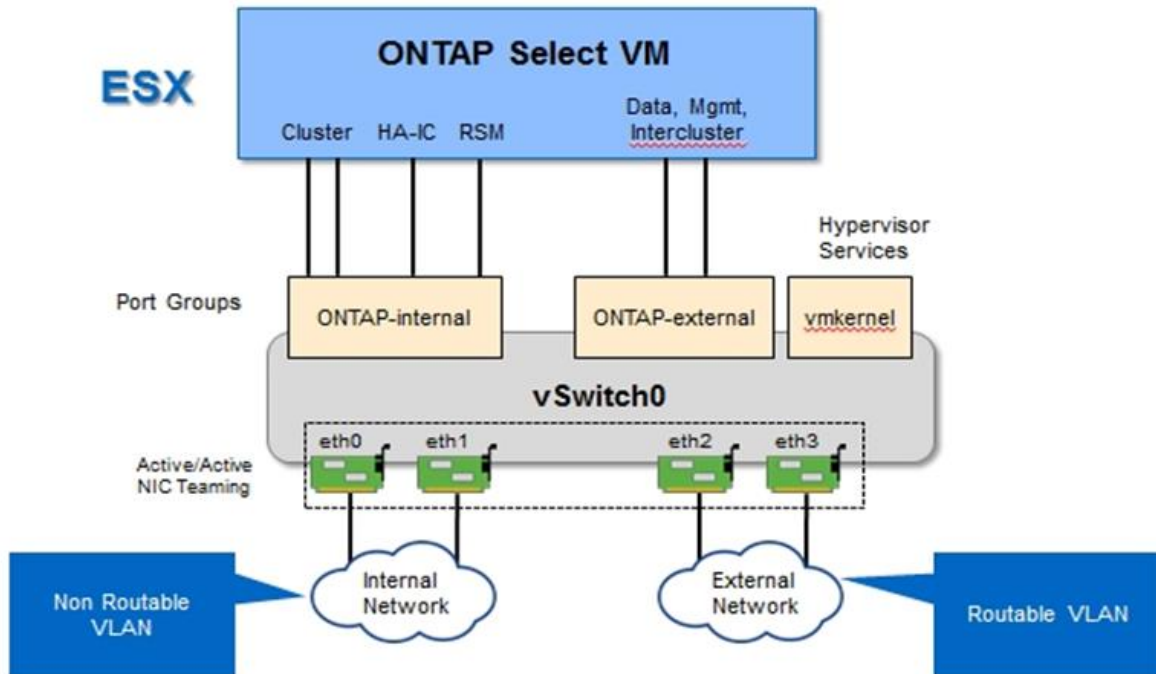 ESX
ONTAP Select VM
Cluster
HA-IC
RSM
Data, Mgmt,
Intercluster
Hypervisor
Services
Port Groups
ONTAP-internal
ONTAP-external
vmkernel
vSwitch0
eth0
eth1
eth2
eth3
Active/Active
NIC Teaming
Internal
Network
External
Network
Non Routable
VLAN
Routable VLAN